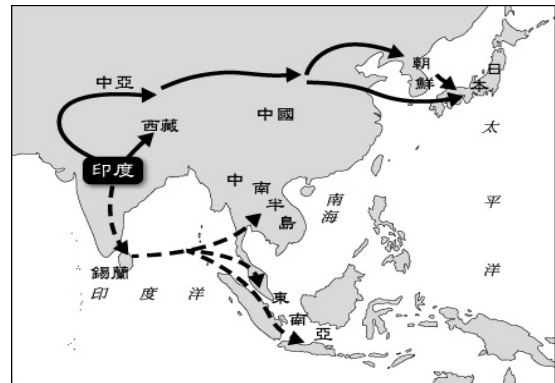 中亞
西藏
印度
中國
朝鮮
日本
太平洋
中南半島
南海
錫蘭
印度洋
東南亞